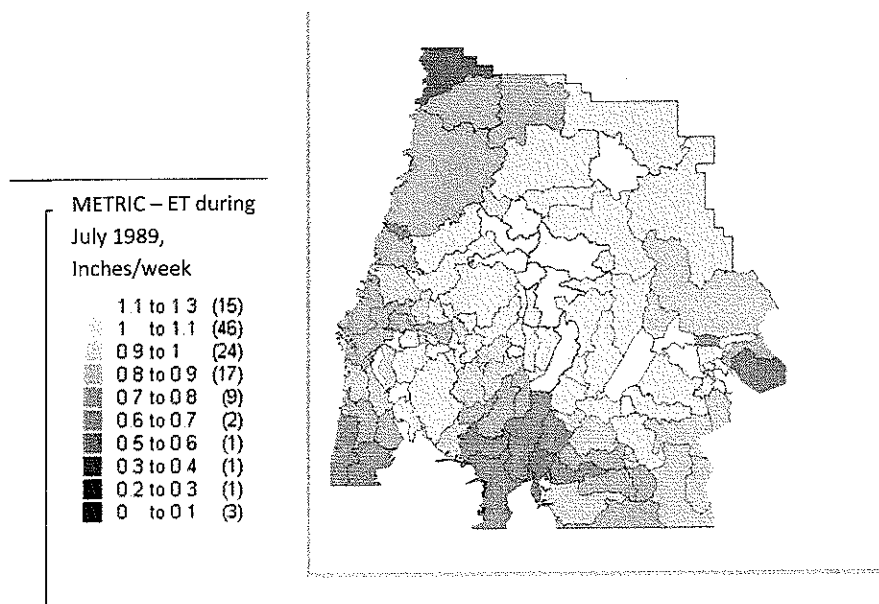 METRIC – ET during
July 1989,
Inches/week
1 1 to 1 3 (15)
1 to 1 1 (46)
0 9 to 1 (24)
0 8 to 0 9 (17)
0 7 to 0 8 (9)
0 6 to 0 7 (2)
0 5 to 0 6 (1)
0 3 to 0 4 (1)
0 2 to 0 3 (1)
0 to 0 1 (3)